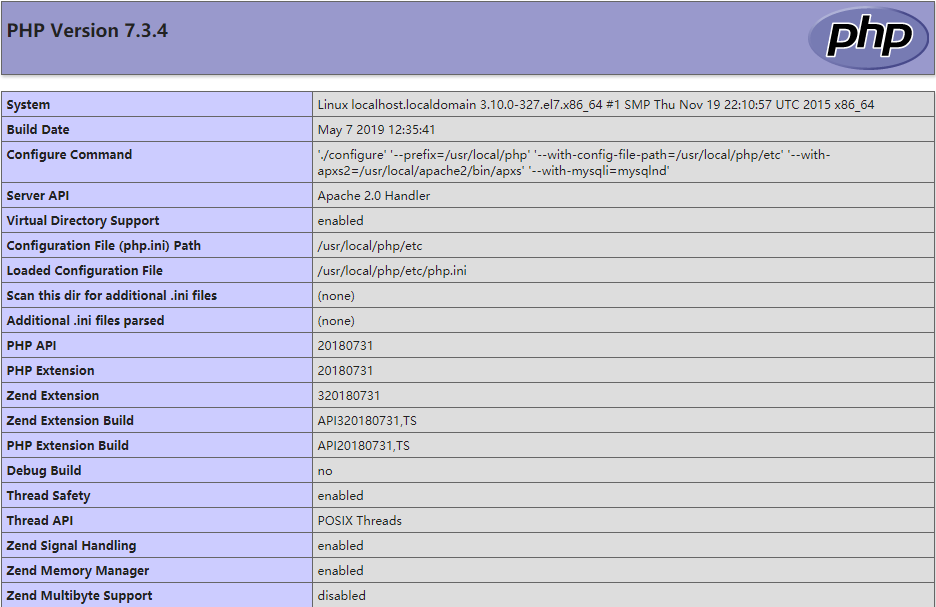 PHP Version 7.3.4
php
System Linux localhost.localdomain 3.10.0-327.el7.x86_64 #1 SMP Thu Nov 19 22:10:57 UTC 2015 x86_64
Build Date May 7 2019 12:35:41
Configure Command './configure' '--prefix=/usr/local/php' '--with-config-file-path=/usr/local/php/etc' '--with-
apxs2=/usr/local/apache2/bin/apxs' '--with-mysqli=mysqlnd'
Server API Apache 2.0 Handler
Virtual Directory Support enabled
Configuration File (php.ini) Path /usr/local/php/etc
Loaded Configuration File /usr/local/php/etc/php.ini
Scan this dir for additional .ini files (none)
Additional .ini files parsed (none)
PHP API 20180731
PHP Extension 20180731
Zend Extension 320180731
Zend Extension Build API320180731,TS
PHP Extension Build API20180731,TS
Debug Build no
Thread Safety enabled
Thread API POSIX Threads
Zend Signal Handling enabled
Zend Memory Manager enabled
Zend Multibyte Support disabled